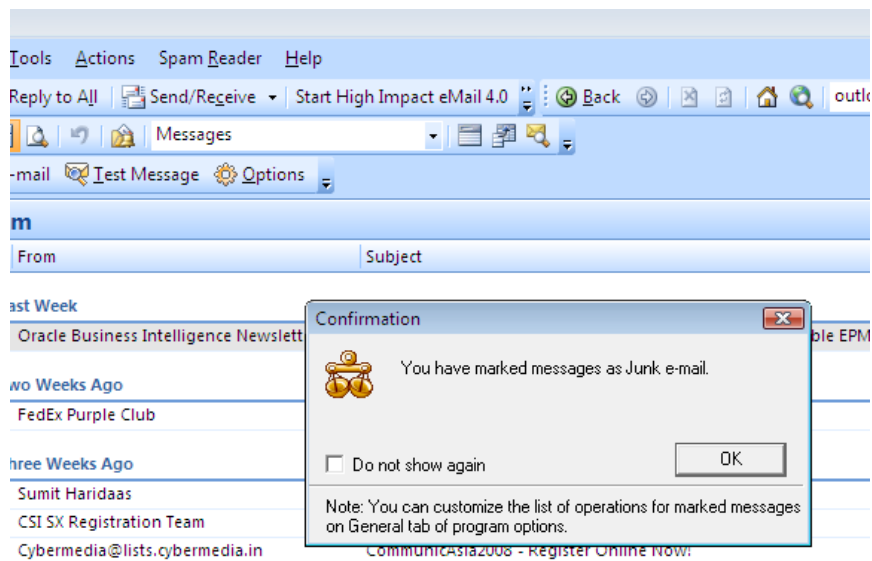 Tools Actions Spam Reader Help
Reply to All Send/Receive Start High Impact eMail 4.0 Back outlo
Messages
-mail Test Message Options
m
From Subject
ast Week
Oracle Business Intelligence Newslett ble EPM
wo Weeks Ago
FedEx Purple Club
hree Weeks Ago
Sumit Haridaas
CSI SX Registration Team
Cybermedia@lists.cybermedia.in CommunicAsia2008 - Register Online Now!
Confirmation
You have marked messages as Junk e-mail.
Do not show again OK
Note: You can customize the list of operations for marked messages
on General tab of program options.